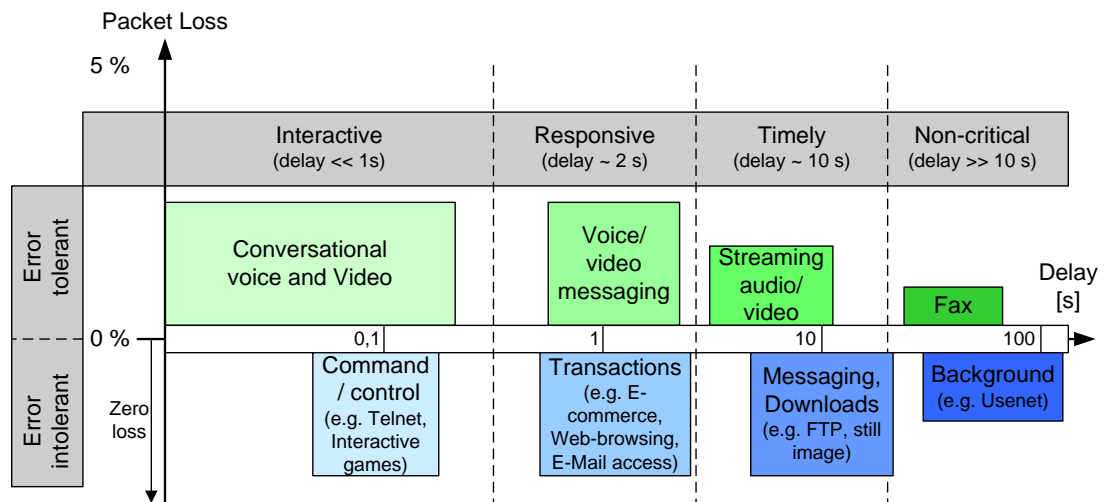 Packet Loss
5 %
Interactive
(delay << 1s)
Responsive
(delay ~ 2 s)
Timely
(delay ~ 10 s)
Non-critical
(delay >> 10 s)
Error
tolerant
Conversational
voice and Video
Voice/
video
messaging
Streaming
audio/
video
Fax
Delay
[s]
0 %
0,1
1
10
100
Error
intolerant
Zero
loss
Command
/ control
(e.g. Telnet,
Interactive
games)
Transactions
(e.g. E-
commerce,
Web-browsing,
E-Mail access)
Messaging,
Downloads
(e.g. FTP, still
image)
Background
(e.g. Usenet)